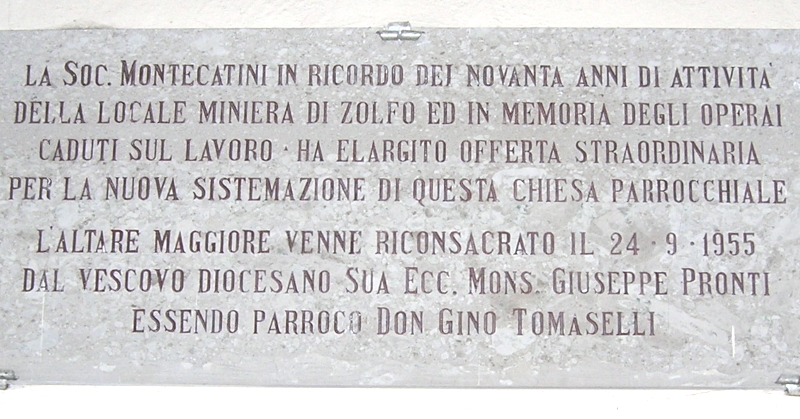 LA SOC. MONTECATINI IN RICORDO DEI NOVANTA ANNI DI ATTIVITA'
DELLA LOCALE MINIERA DI ZOLFO ED IN MEMORIA DEGLI OPERAI
CADUTI SUL LAVORO · HA ELARGITO OFFERTA STRAORDINARIA
PER LA NUOVA SISTEMAZIONE DI QUESTA CHIESA PARROCCHIALE
L'ALTARE MAGGIORE VENNE RICONSACRATO IL 24 · 9 · 1955
DAL VESCOVO DIOCESANO SUA ECC. MONS. GIUSEPPE PRONTI
ESSENDO PARROCO DON GINO TOMASELLI